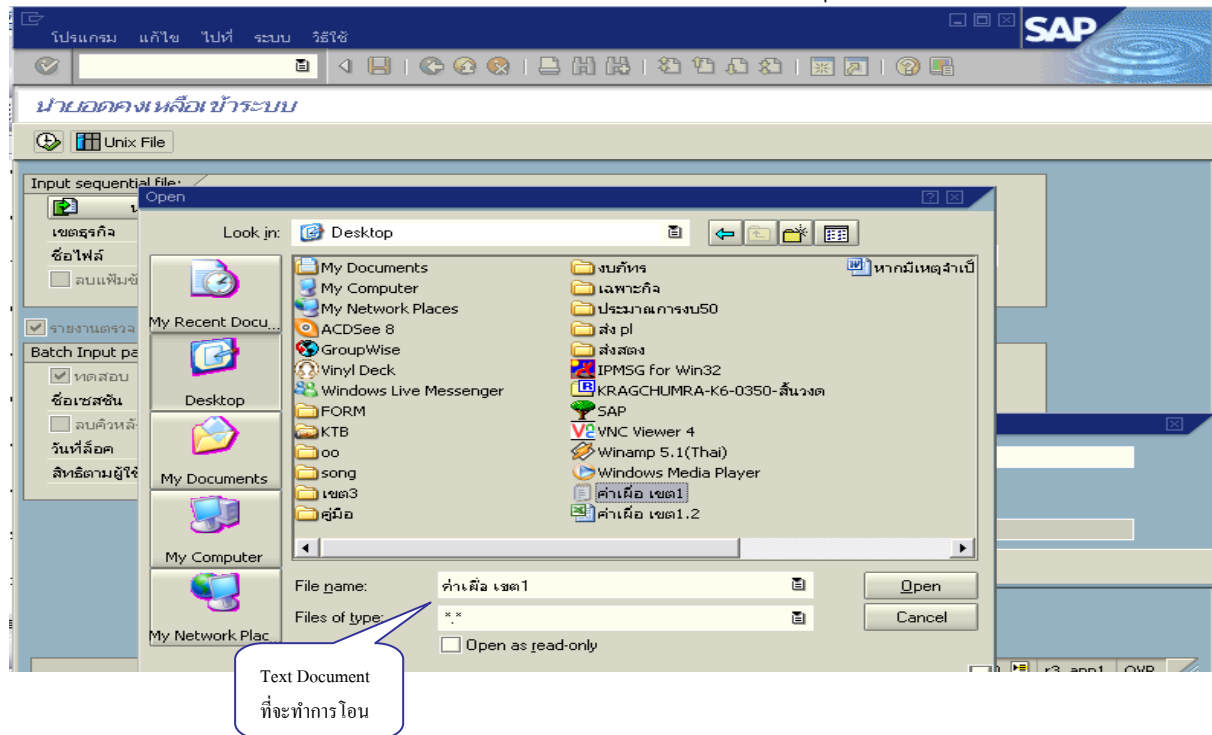 โปรแกรม แก้ไข ไปที่ ระบบ วิธีใช้
SAP
นำยอดคงเหลือเข้าระบบ
Unix File
Input sequential file:
เขตธุรกิจ
ชื่อไฟล์
ลบแฟ้มข้
รายงานตรวจ
Batch Input pa
ทดสอบ
ชื่อเซสชัน
ลบคิวหลั
วันที่ล็อค
สิทธิตามผู้ใช้
Open
Look in: Desktop
My Recent Docu...
Desktop
My Documents
My Computer
My Network Plac...
My Documents
My Computer
My Network Places
ACDSee 8
GroupWise
Vinyl Deck
Windows Live Messenger
FORM
KTB
oo
song
เขต3
คู่มือ
งบภัทร
เฉพาะกิจ
ประมาณการงบ50
ส่ง pl
ส่งสตง
IPMSG for Win32
KRAGCHUMRA-K6-0350-สิ้นวงด
SAP
VNC Viewer 4
Winamp 5.1(Thai)
Windows Media Player
ค่าเผื่อ เขต1
ค่าเผื่อ เขต1.2
หากมีเหตุจำเป็
File name: ค่าเผื่อ เขต1 Open
Files of type: *.* Cancel
Open as read-only
r3_app1 OVR
Text Document
ที่จะทำการโอน